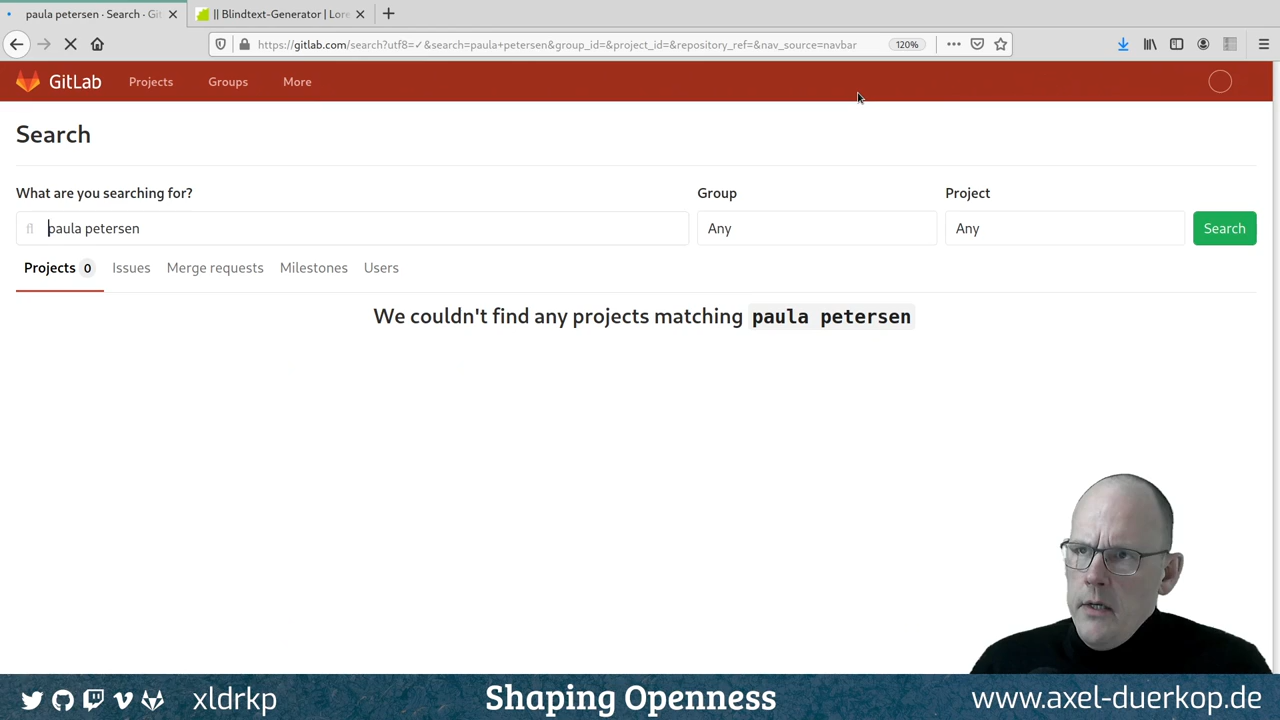 paula petersen · Search · Git
|| Blindtext-Generator | Lore
https://gitlab.com/search?utf8=✓&search=paula+petersen&group_id=&project_id=&repository_ref=&nav_source=navbar
120%
GitLab
Projects
Groups
More
Search
What are you searching for?
Group
Project
paula petersen
Any
Any
Search
Projects 0
Issues
Merge requests
Milestones
Users
We couldn't find any projects matching paula petersen
xldrkp
Shaping Openness
www.axel-duerkop.de